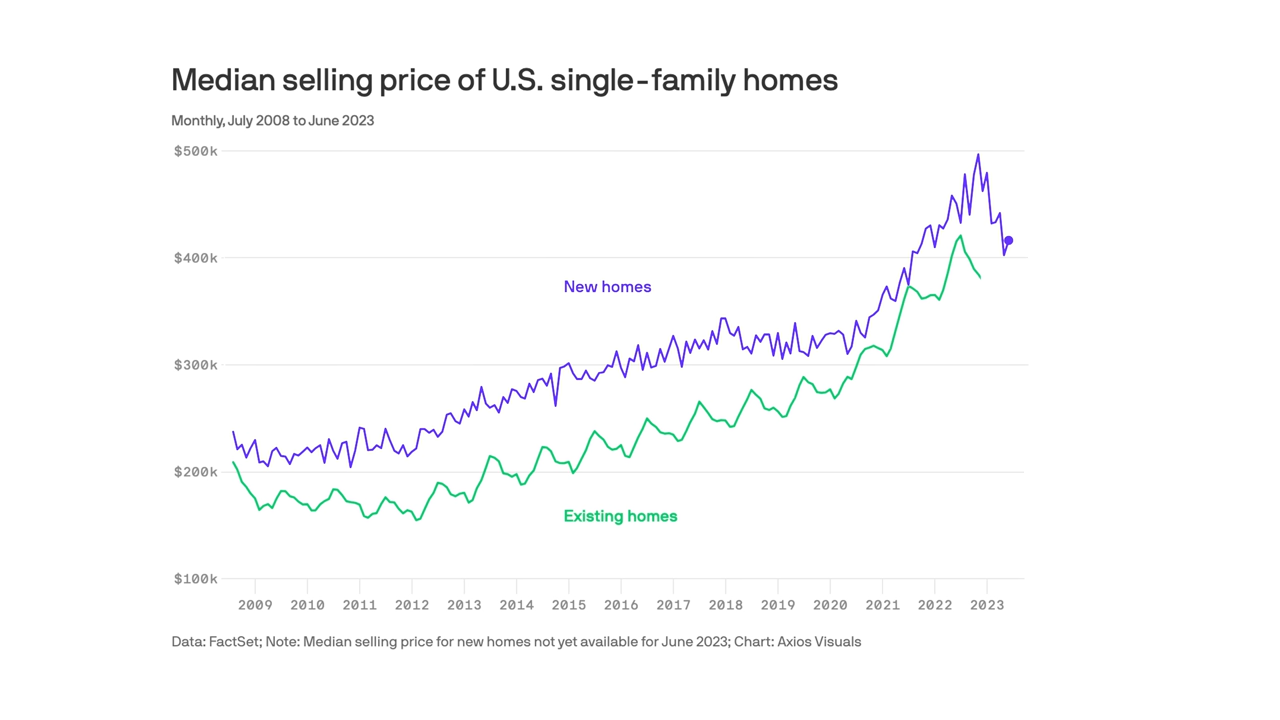 Median selling price of U.S. single-family homes
Monthly, July 2008 to June 2023
$500k
$400k
New homes
$300k
$200k
Existing homes
$100k
2009 2010 2011 2012 2013 2014 2015 2016 2017 2018 2019 2020 2021 2022 2023
Data: FactSet; Note: Median selling price for new homes not yet available for June 2023; Chart: Axios Visuals